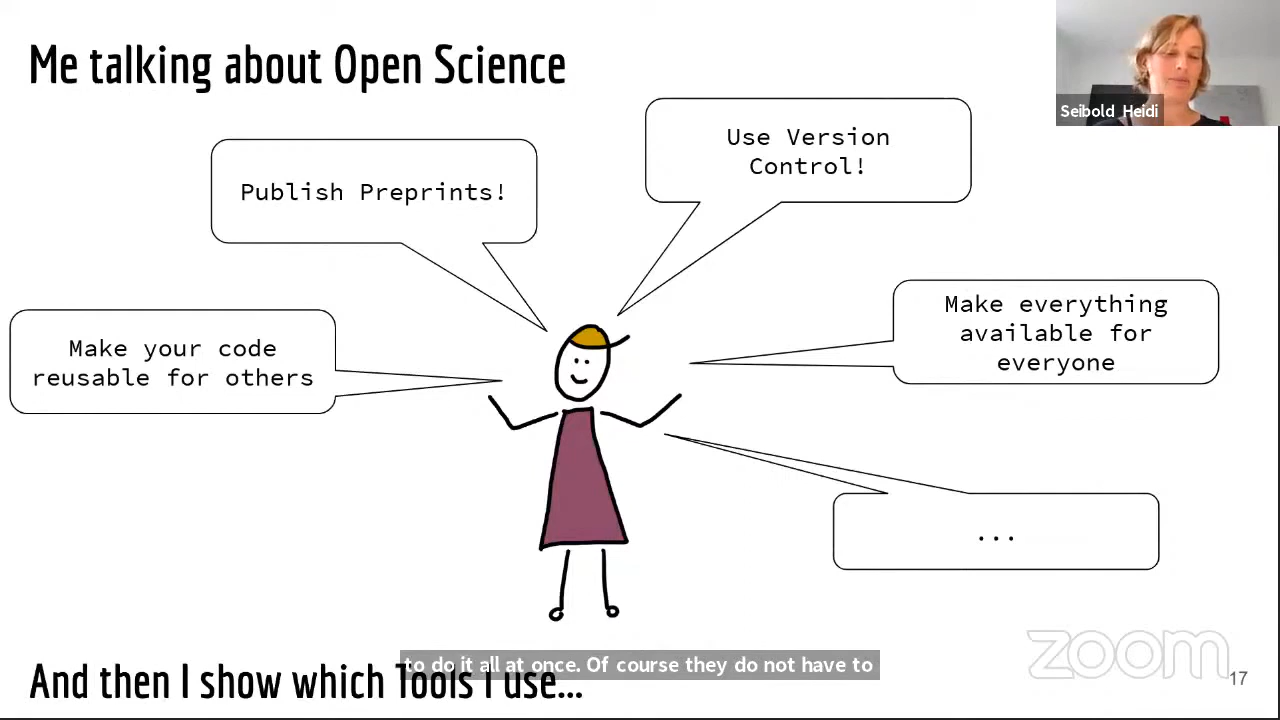 Me talking about Open Science
Seibold Heidi
Use Version
Control!
Publish Preprints!
Make everything
available for
everyone
Make your code
reusable for others
...
to do it all at once. Of course they do not have to
And then I show which Tools I use...
zoom
17